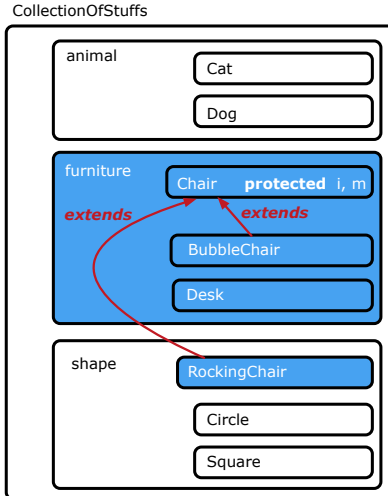 CollectionOfStuffs
animal
Cat
Dog
furniture
Chair protected i, m
extends
extends
BubbleChair
Desk
shape
RockingChair
Circle
Square